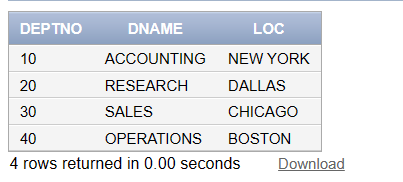 DEPTNO DNAME LOC
10 ACCOUNTING NEW YORK
20 RESEARCH DALLAS
30 SALES CHICAGO
40 OPERATIONS BOSTON
4 rows returned in 0.00 seconds Download